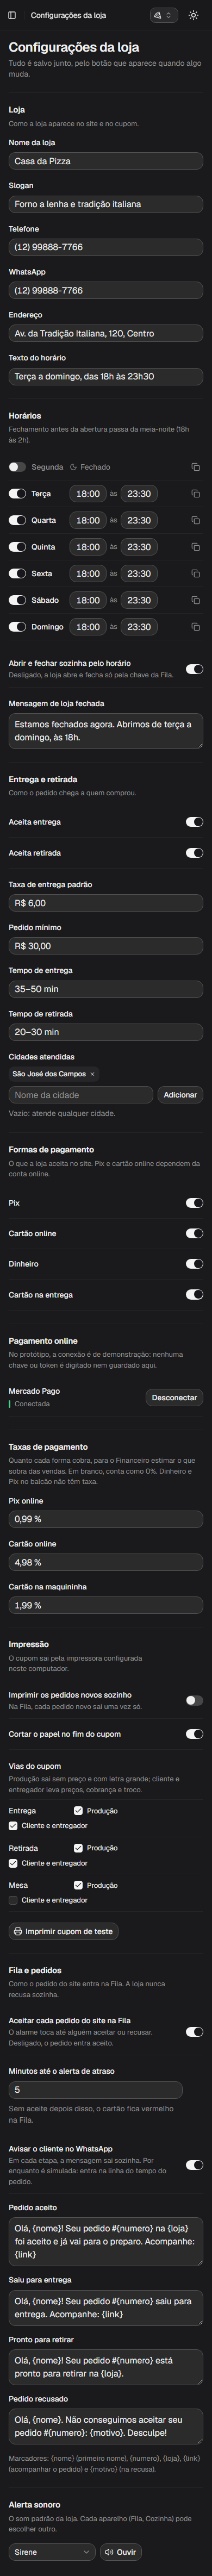 Configurações da loja
Configurações da loja
Tudo é salvo junto, pelo botão que aparece quando algo
muda.
Loja
Como a loja aparece no site e no cupom.
Nome da loja
Casa da Pizza
Slogan
Forno a lenha e tradição italiana
Telefone
(12) 99888-7766
WhatsApp
(12) 99888-7766
Endereço
Av. da Tradição Italiana, 120, Centro
Texto do horário
Terça a domingo, das 18h às 23h30
Horários
Fechamento antes da abertura passa da meia-noite (18h
às 2h).
Segunda Fechado
Terça 18:00 às 23:30
Quarta 18:00 às 23:30
Quinta 18:00 às 23:30
Sexta 18:00 às 23:30
Sábado 18:00 às 23:30
Domingo 18:00 às 23:30
Abrir e fechar sozinha pelo horário
Desligado, a loja abre e fecha só pela chave da Fila.
Mensagem de loja fechada
Estamos fechados agora. Abrimos de terça a
domingo, às 18h.
Entrega e retirada
Como o pedido chega a quem comprou.
Aceita entrega
Aceita retirada
Taxa de entrega padrão
R$ 6,00
Pedido mínimo
R$ 30,00
Tempo de entrega
35–50 min
Tempo de retirada
20–30 min
Cidades atendidas
São José dos Campos ×
Nome da cidade Adicionar
Vazio: atende qualquer cidade.
Formas de pagamento
O que a loja aceita no site. Pix e cartão online dependem da
conta online.
Pix
Cartão online
Dinheiro
Cartão na entrega
Pagamento online
No protótipo, a conexão é de demonstração: nenhuma
chave ou token é digitado nem guardado aqui.
Mercado Pago
Conectada
Desconectar
Taxas de pagamento
Quanto cada forma cobra, para o Financeiro estimar o que
sobra das vendas. Em branco, conta como 0%. Dinheiro e
Pix no balcão não têm taxa.
Pix online
0,99 %
Cartão online
4,98 %
Cartão na maquininha
1,99 %
Impressão
O cupom sai pela impressora configurada
neste computador.
Imprimir os pedidos novos sozinho
Na Fila, cada pedido novo sai uma vez só.
Cortar o papel no fim do cupom
Vias do cupom
Produção sai sem preço e com letra grande; cliente e
entregador leva preços, cobrança e troco.
Entrega Produção
Cliente e entregador
Retirada Produção
Cliente e entregador
Mesa Produção
Cliente e entregador
Imprimir cupom de teste
Fila e pedidos
Como o pedido do site entra na Fila. A loja nunca
recusa sozinha.
Aceitar cada pedido do site na Fila
O alarme toca até alguém aceitar ou recusar.
Desligado, o pedido entra aceito.
Minutos até o alerta de atraso
5
Sem aceite depois disso, o cartão fica vermelho
na Fila.
Avisar o cliente no WhatsApp
Em cada etapa, a mensagem sai sozinha. Por
enquanto é simulada: entra na linha do tempo do
pedido.
Pedido aceito
Olá, {nome}! Seu pedido #{numero} na {loja}
foi aceito e já vai para o preparo. Acompanhe:
{link}
Saiu para entrega
Olá, {nome}! Seu pedido #{numero} saiu para
entrega. Acompanhe: {link}
Pronto para retirar
Olá, {nome}! Seu pedido #{numero} está
pronto para retirar na {loja}.
Pedido recusado
Olá, {nome}. Não conseguimos aceitar seu
pedido #{numero}: {motivo}. Desculpe!
Marcadores: {nome} (primeiro nome), {numero}, {loja}, {link}
(acompanhar o pedido) e {motivo} (na recusa).
Alerta sonoro
O som padrão da loja. Cada aparelho (Fila, Cozinha) pode
escolher outro.
Sirene Ouvir